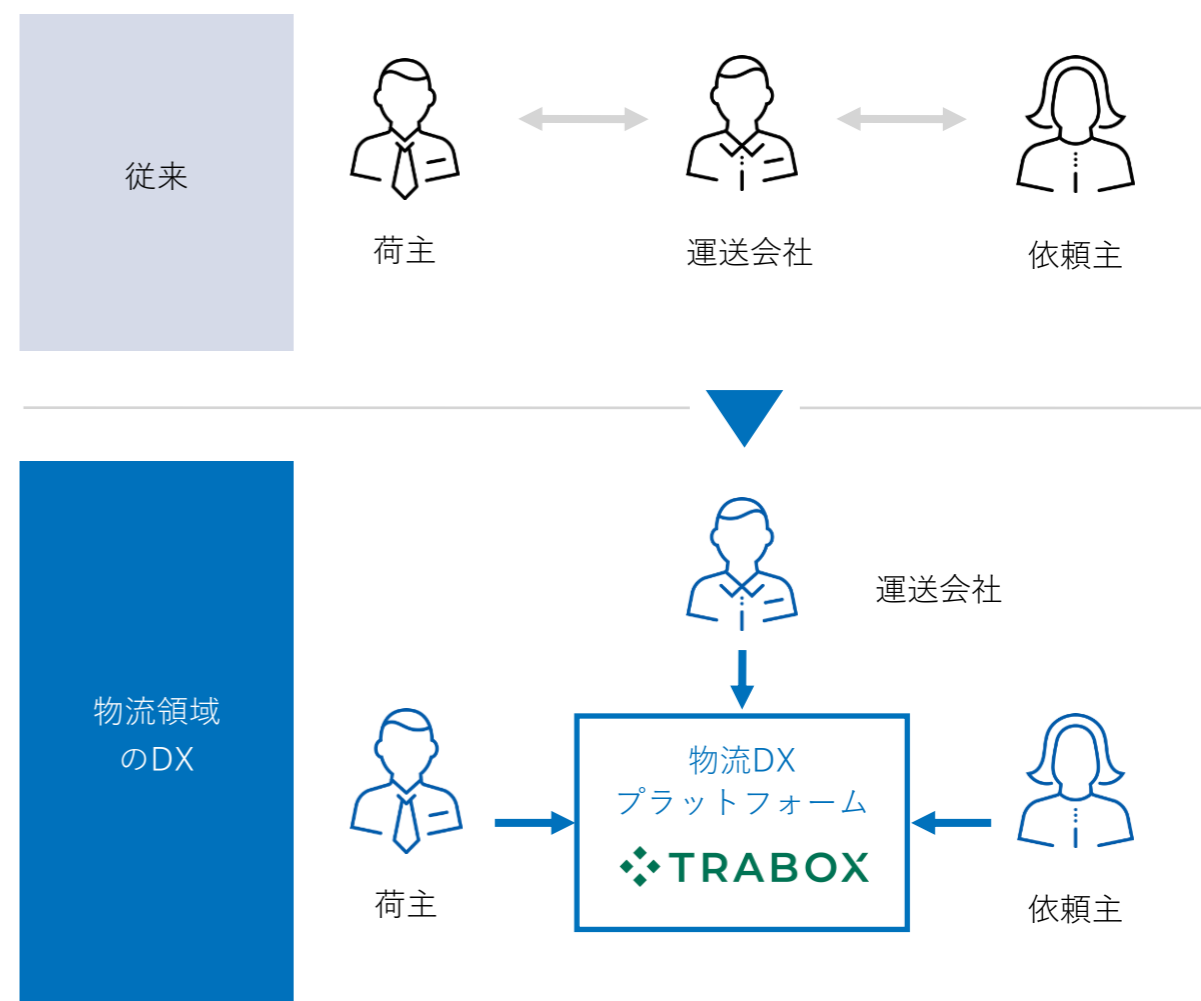 従来
荷主
運送会社
依頼主
運送会社
物流領域
のDX
物流DX
プラットフォーム
TRABOX
荷主
依頼主